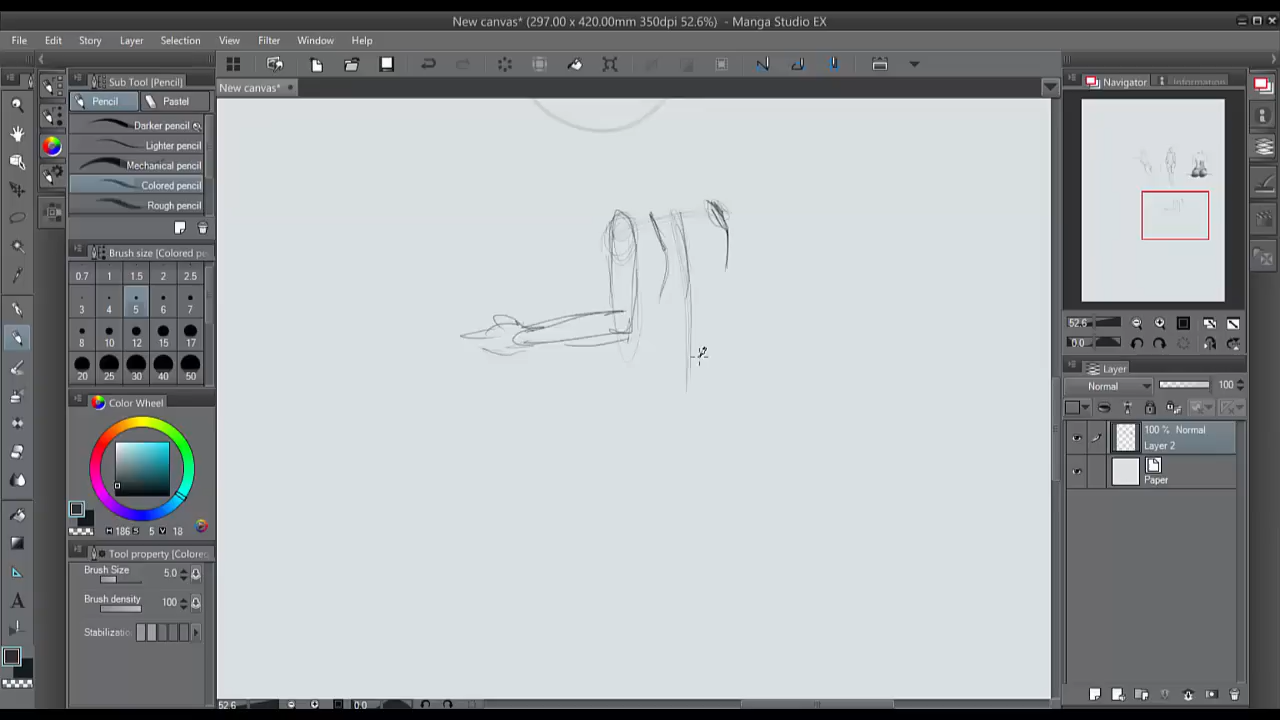 New canvas* (297.00 x 420.00mm 350dpi 52.6%) - Manga Studio EX
File Edit Story Layer Selection View Filter Window Help
Sub Tool [Pencil]
Pencil Pastel
Darker pencil
Lighter pencil
Mechanical pencil
Colored pencil
Rough pencil
Brush size [Colored pe
0.7 1 1.5 2 2.5
3 4 5 6 7
8 10 12 15 17
20 25 30 40 50
Color Wheel
H 186 S 5 V 18
Tool property [Colored
Brush Size 5.0
Brush density 100
Stabilizatio
New canvas*
52.6 0.0
Navigator Information
52.6
0.0
Layer
Normal 100
100 % Normal
Layer 2
Paper